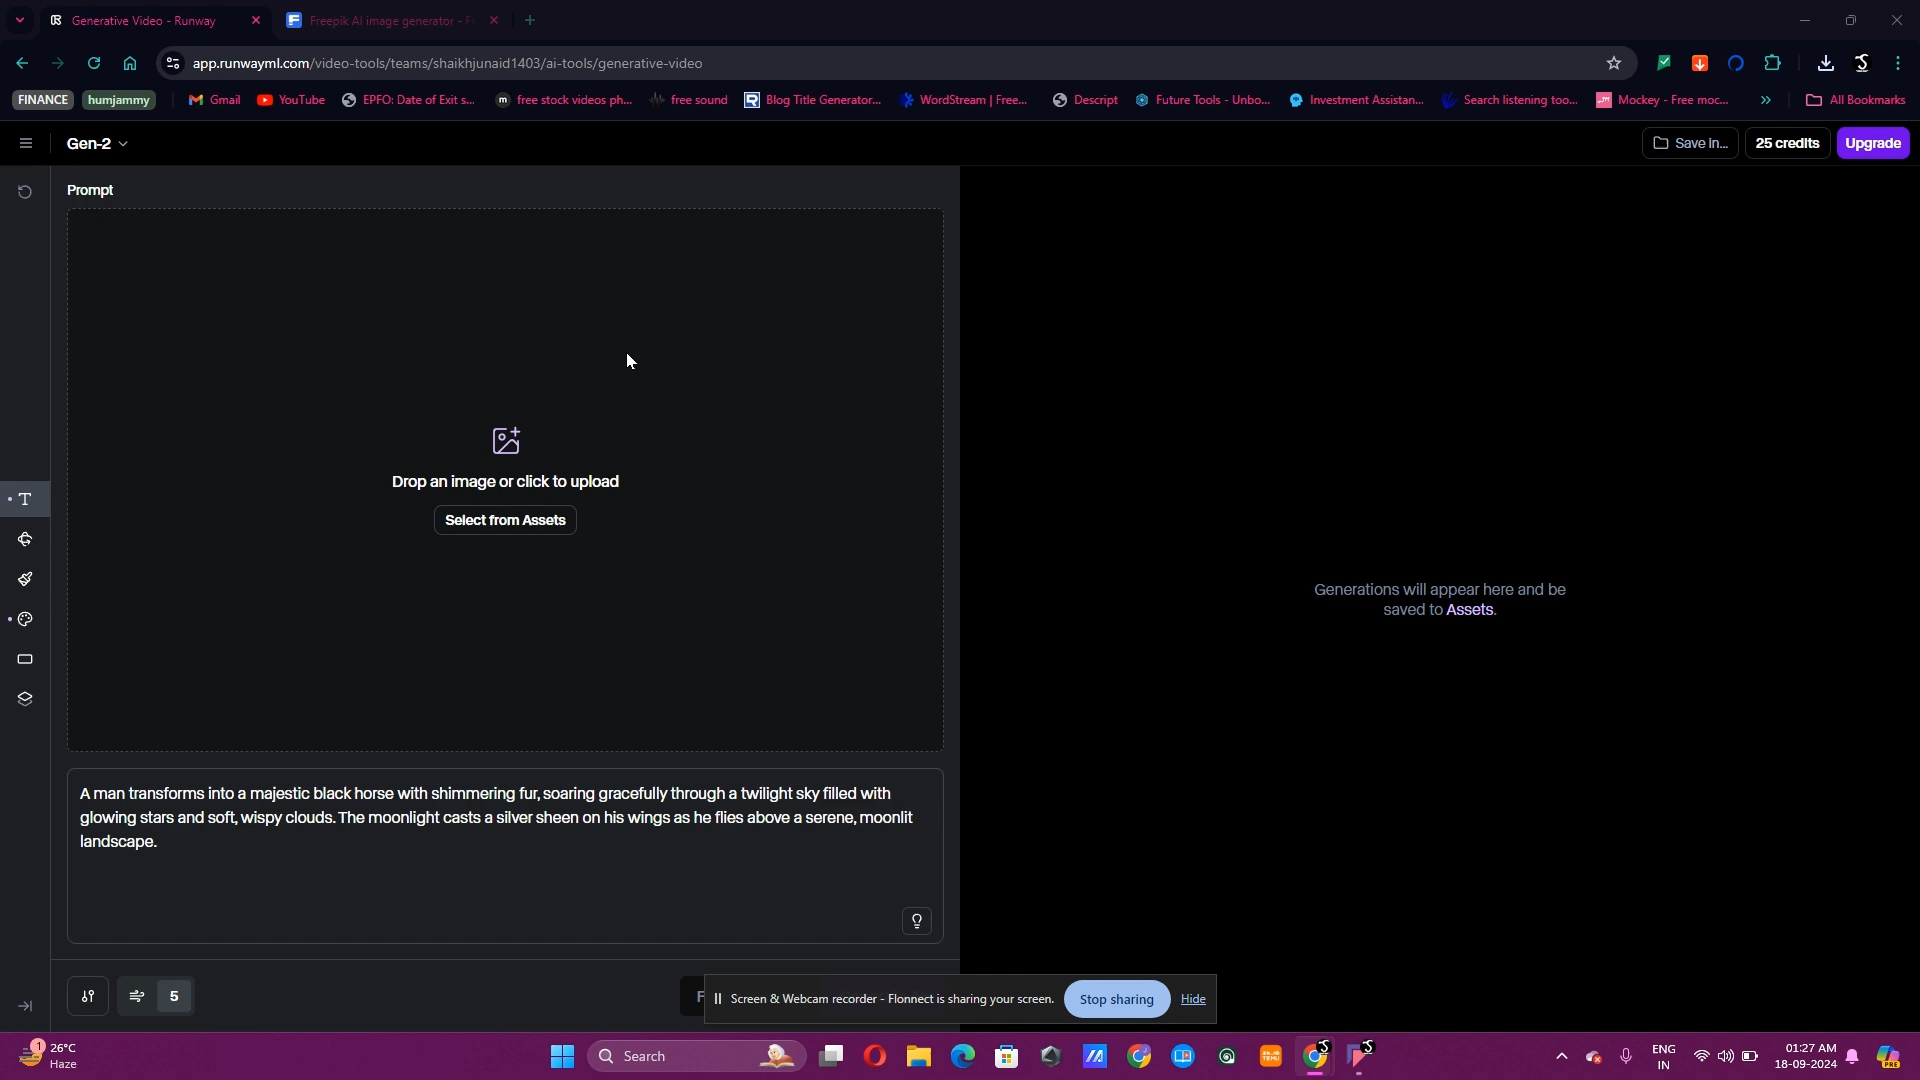 Generative Video - Runway
Freepik AI image generator - F
app.runwayml.com/video-tools/teams/shaikhjunaid1403/ai-tools/generative-video
FINANCE
humjammy
Gmail
YouTube
EPFO: Date of Exit s...
free stock videos ph...
free sound
Blog Title Generator...
WordStream | Free...
Descript
Future Tools - Unbo...
Investment Assistan...
Search listening too...
Mockey - Free moc...
All Bookmarks
Gen-2
Save in...
25 credits
Upgrade
Prompt
Drop an image or click to upload
Select from Assets
Generations will appear here and be
saved to Assets.
A man transforms into a majestic black horse with shimmering fur, soaring gracefully through a twilight sky filled with
glowing stars and soft, wispy clouds. The moonlight casts a silver sheen on his wings as he flies above a serene, moonlit
landscape.
5
F
Screen & Webcam recorder - Flonnect is sharing your screen.
Stop sharing
Hide
1
26°C
Haze
Search
ENG
IN
01:27 AM
18-09-2024
PRE